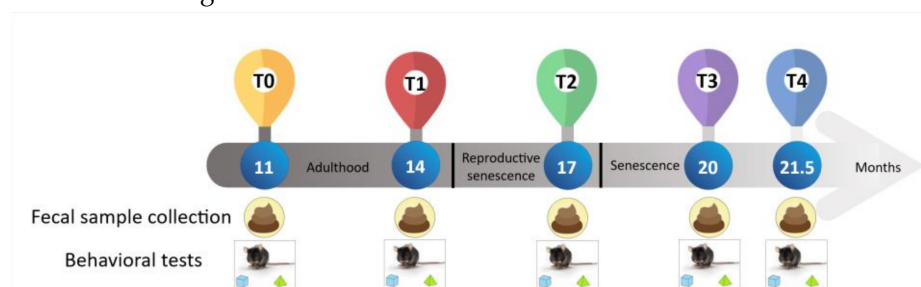 T0
T1
T2
T3
T4
11
Adulthood
14
Reproductive
senescence
17
Senescence
20
21.5
Months
Fecal sample collection
Behavioral tests